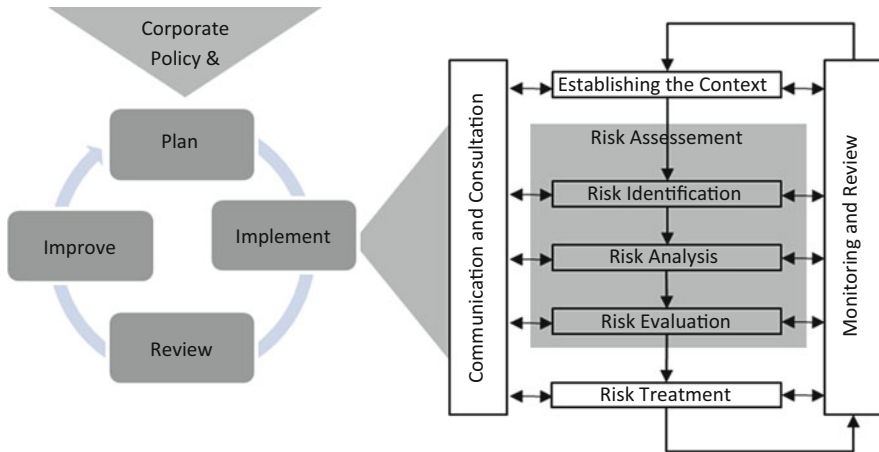 Corporate
Policy &
Plan
Implement
Improve
Review
Communication and Consultation
Establishing the Context
Risk Assessement
Risk Identification
Risk Analysis
Risk Evaluation
Risk Treatment
Monitoring and Review